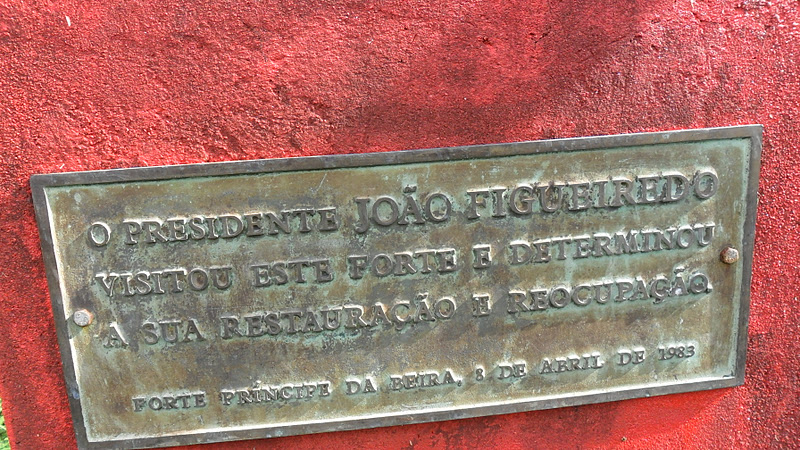 O PRESIDENTE JOÃO FIGUEIREDO
VISITOU ESTE FORTE E DETERMINOU
A SUA RESTAURAÇÃO E REOCUPAÇÃO.
FORTE PRÍNCIPE DA BEIRA, 8 DE ABRIL DE 1983